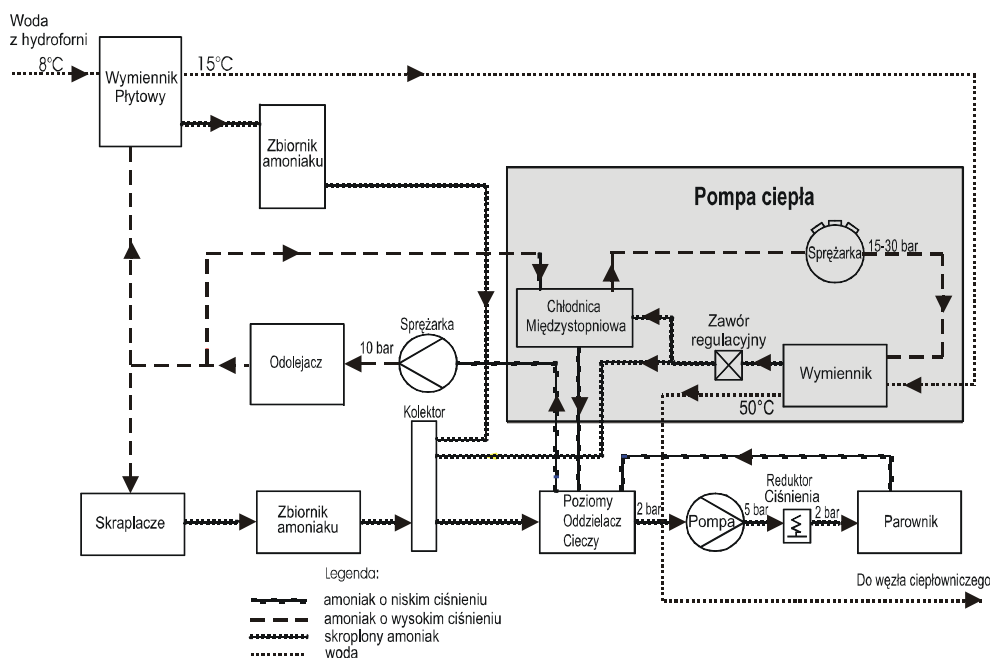 Woda
z hydroforni
8°C
15°C
Wymiennik
Płytowy
Zbiornik
amoniaku
Pompa ciepła
Sprężarka
15-30 bar
Chłodnica
Międzystopniowa
Zawór
regulacyjny
Wymiennik
50°C
Odolejacz
10 bar
Sprężarka
Kolektor
Skraplacze
Zbiornik
amoniaku
Poziomy
Oddzielacz
Cieczy
2 bar
Pompa
5 bar
Reduktor
Ciśnienia
2 bar
Parownik
Do węzła ciepłowniczego
Legenda:
amoniak o niskim ciśnieniu
amoniak o wysokim ciśnieniu
skroplony amoniak
woda